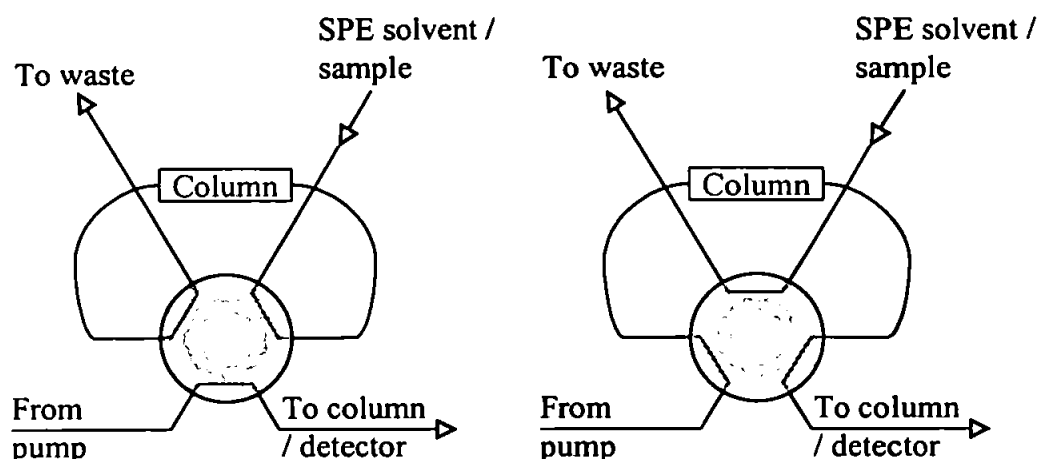 SPE solvent /
sample
To waste
Column
From
pump
To column
/ detector
SPE solvent /
sample
To waste
Column
From
pump
To column
/ detector